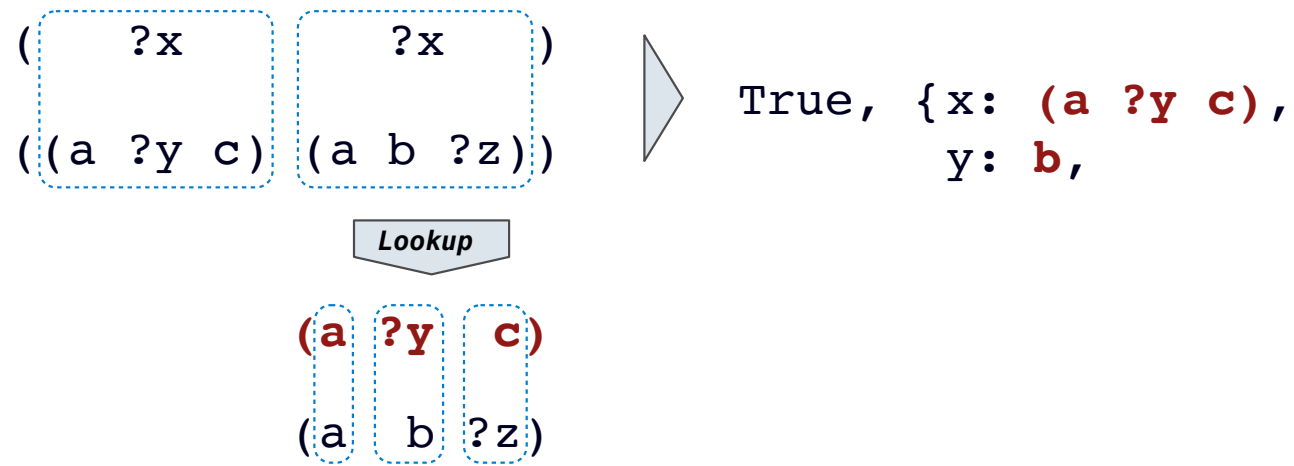 ( ?x ?x )
((a ?y c) (a b ?z))
True, {x: (a ?y c),
y: b,
Lookup
(a ?y c)
(a b ?z)